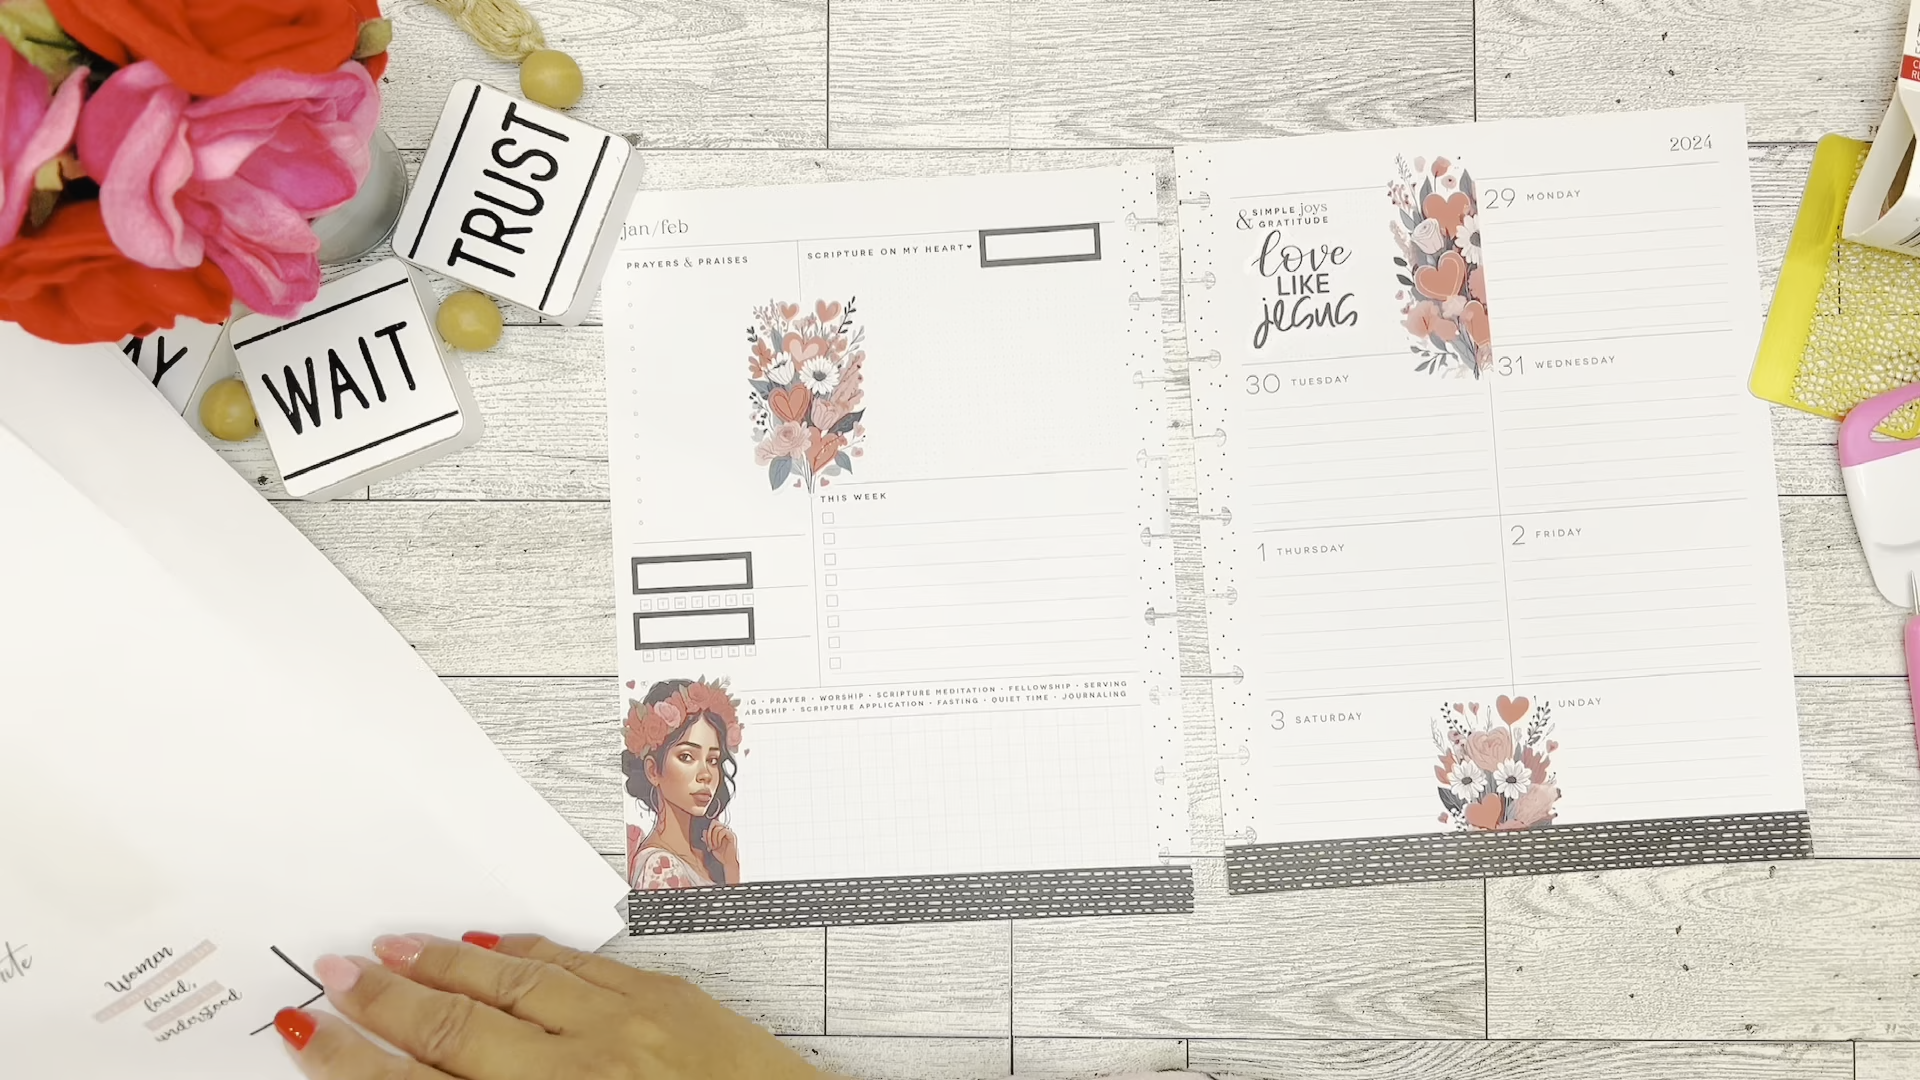 TRUST
WAIT
jan/feb
PRAYERS & PRAISES
SCRIPTURE ON MY HEART
THIS WEEK
PRAYER • WORSHIP • SCRIPTURE MEDITATION • FELLOWSHIP • SERVING
SCRIPTURE APPLICATION • FASTING • QUIET TIME • JOURNALING
2024
& SIMPLE joys
GRATITUDE
love
LIKE
jesus
29 MONDAY
30 TUESDAY
31 WEDNESDAY
1 THURSDAY
2 FRIDAY
3 SATURDAY
UNDAY
Women
loved,
understood